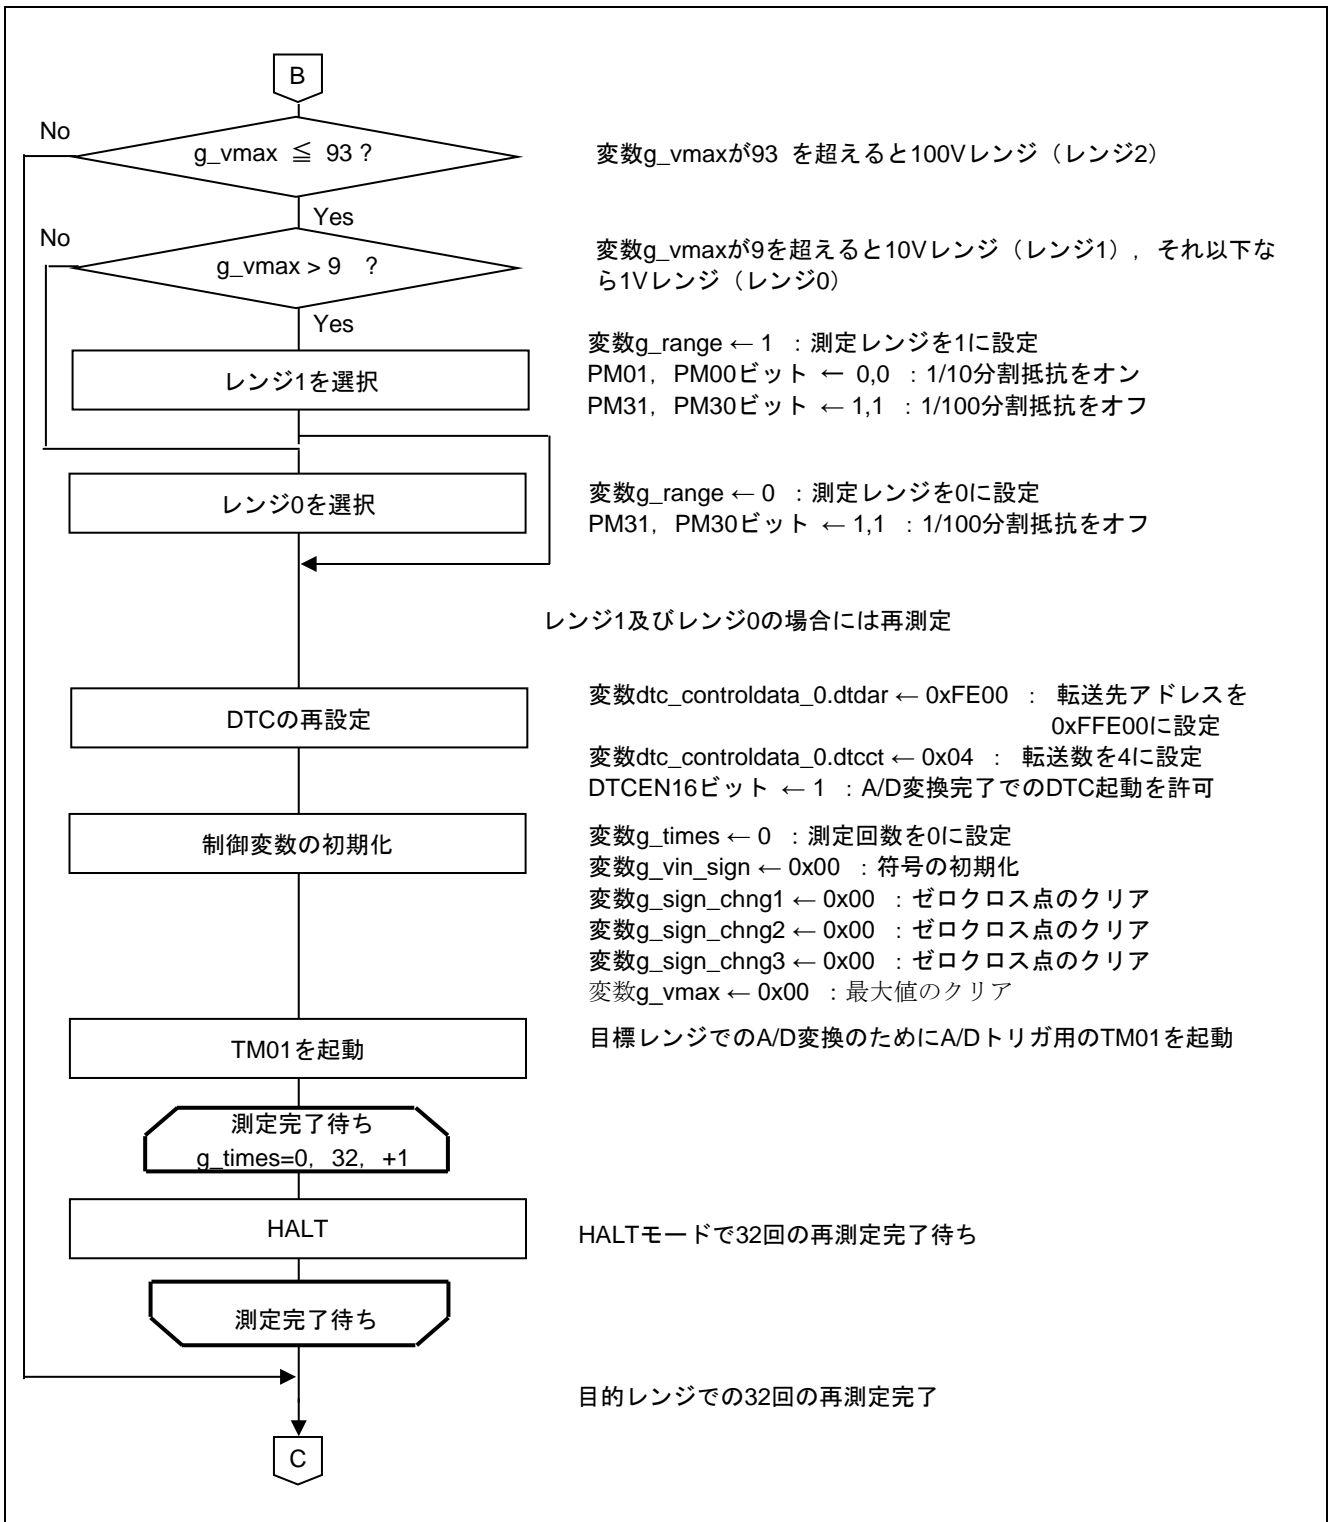 B
No
g_vmax ≦ 93 ?
変数g_vmaxが93 を超えると100Vレンジ（レンジ2）
Yes
No
g_vmax > 9 ?
変数g_vmaxが9を超えると10Vレンジ（レンジ1），それ以下な
ら1Vレンジ（レンジ0）
Yes
レンジ1を選択
変数g_range ← 1 ：測定レンジを1に設定
PM01，PM00ビット ← 0,0 ：1/10分割抵抗をオン
PM31，PM30ビット ← 1,1 ：1/100分割抵抗をオフ
レンジ0を選択
変数g_range ← 0 ：測定レンジを0に設定
PM31，PM30ビット ← 1,1 ：1/100分割抵抗をオフ
レンジ1及びレンジ0の場合には再測定
DTCの再設定
変数dtc_controldata_0.dtdar ← 0xFE00 ： 転送先アドレスを
0xFFE00に設定
変数dtc_controldata_0.dtcct ← 0x04 ： 転送数を4に設定
DTCEN16ビット ← 1 ：A/D変換完了でのDTC起動を許可
制御変数の初期化
変数g_times ← 0 ：測定回数を0に設定
変数g_vin_sign ← 0x00 ：符号の初期化
変数g_sign_chng1 ← 0x00 ：ゼロクロス点のクリア
変数g_sign_chng2 ← 0x00 ：ゼロクロス点のクリア
変数g_sign_chng3 ← 0x00 ：ゼロクロス点のクリア
変数g_vmax ← 0x00 ：最大値のクリア
TM01を起動
目標レンジでのA/D変換のためにA/Dトリガ用のTM01を起動
測定完了待ち
g_times=0，32，+1
HALT
HALTモードで32回の再測定完了待ち
測定完了待ち
目的レンジでの32回の再測定完了
C